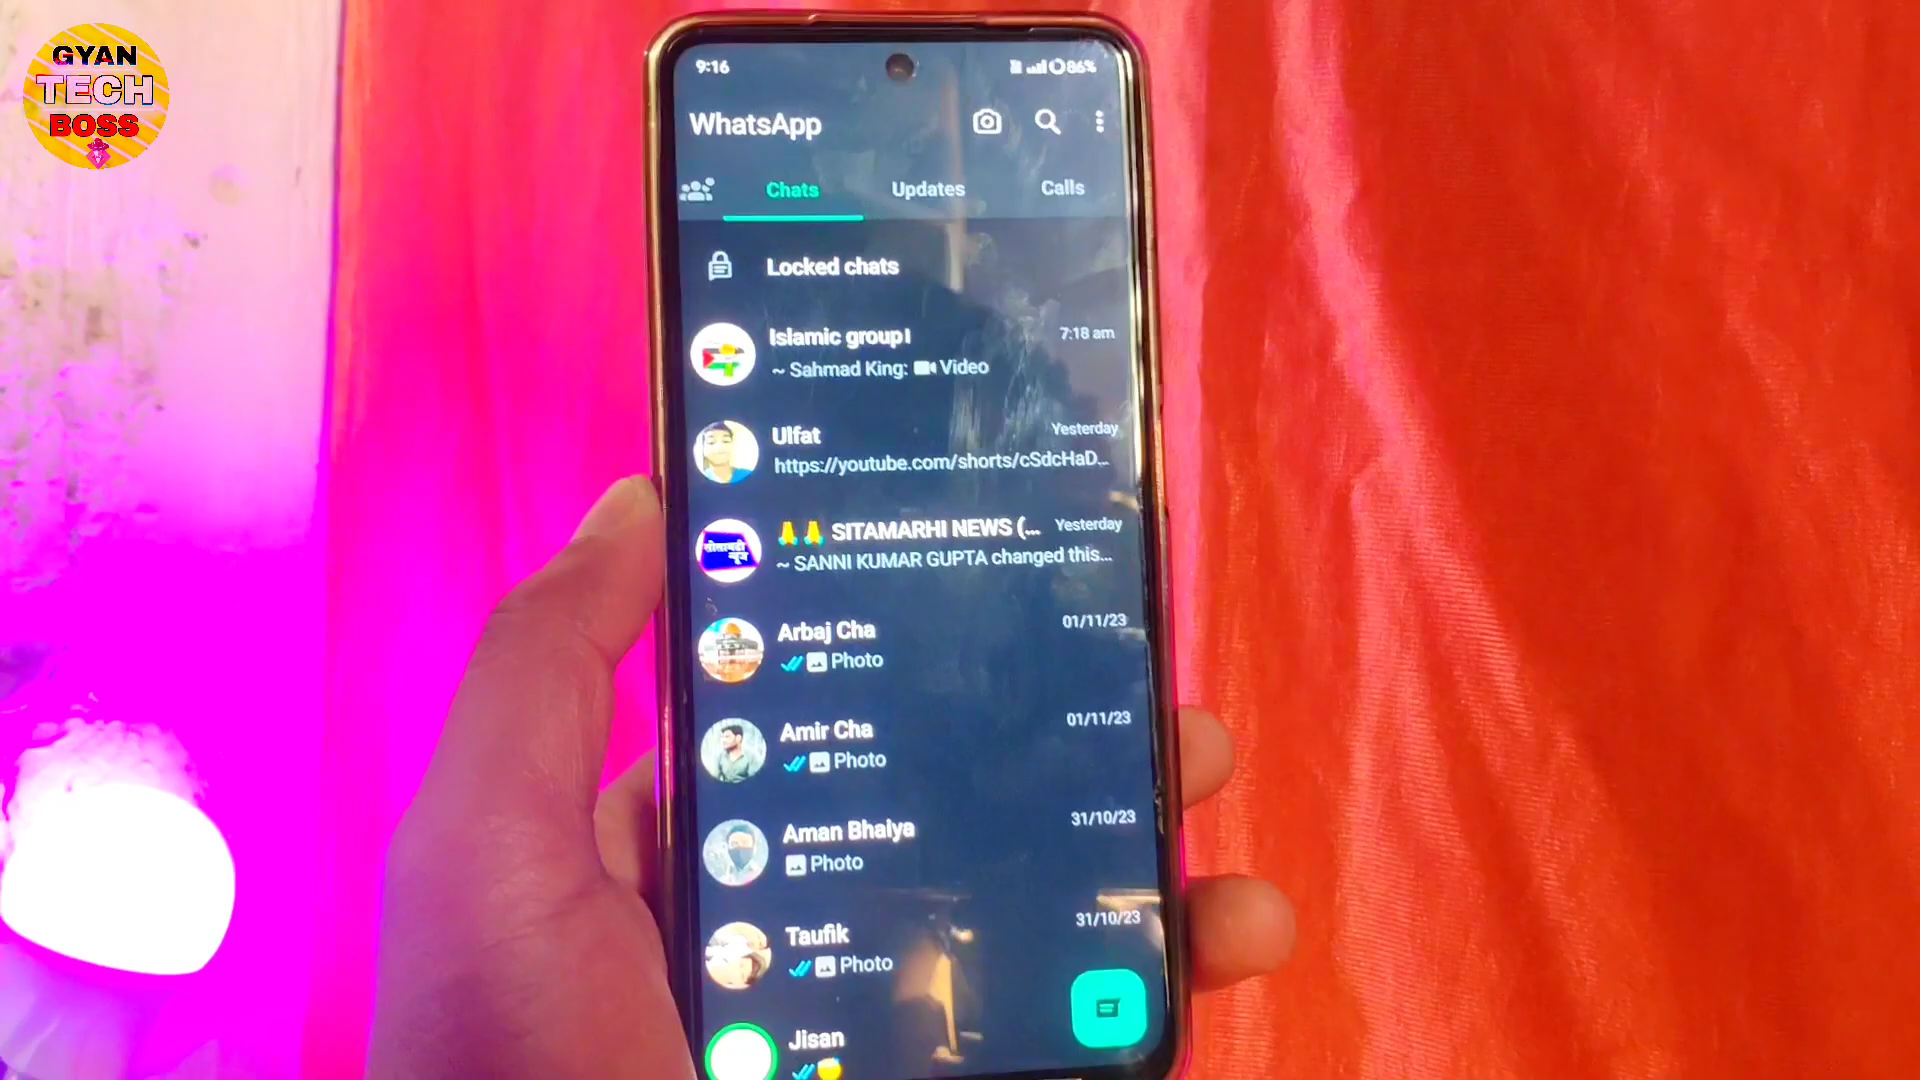 GYAN
TECH
BOSS
9:16
86%
WhatsApp
Chats
Updates
Calls
Locked chats
Islamic group।
7:18 am
~ Sahmad King: Video
Ulfat
Yesterday
https://youtube.com/shorts/cSdcHaD...
🙏🙏 SITAMARHI NEWS (...
Yesterday
~ SANNI KUMAR GUPTA changed this...
सीतामढ़ी
न्यूज
Arbaj Cha
01/11/23
Photo
Amir Cha
01/11/23
Photo
Aman Bhaiya
31/10/23
Photo
Taufik
31/10/23
Photo
Jisan